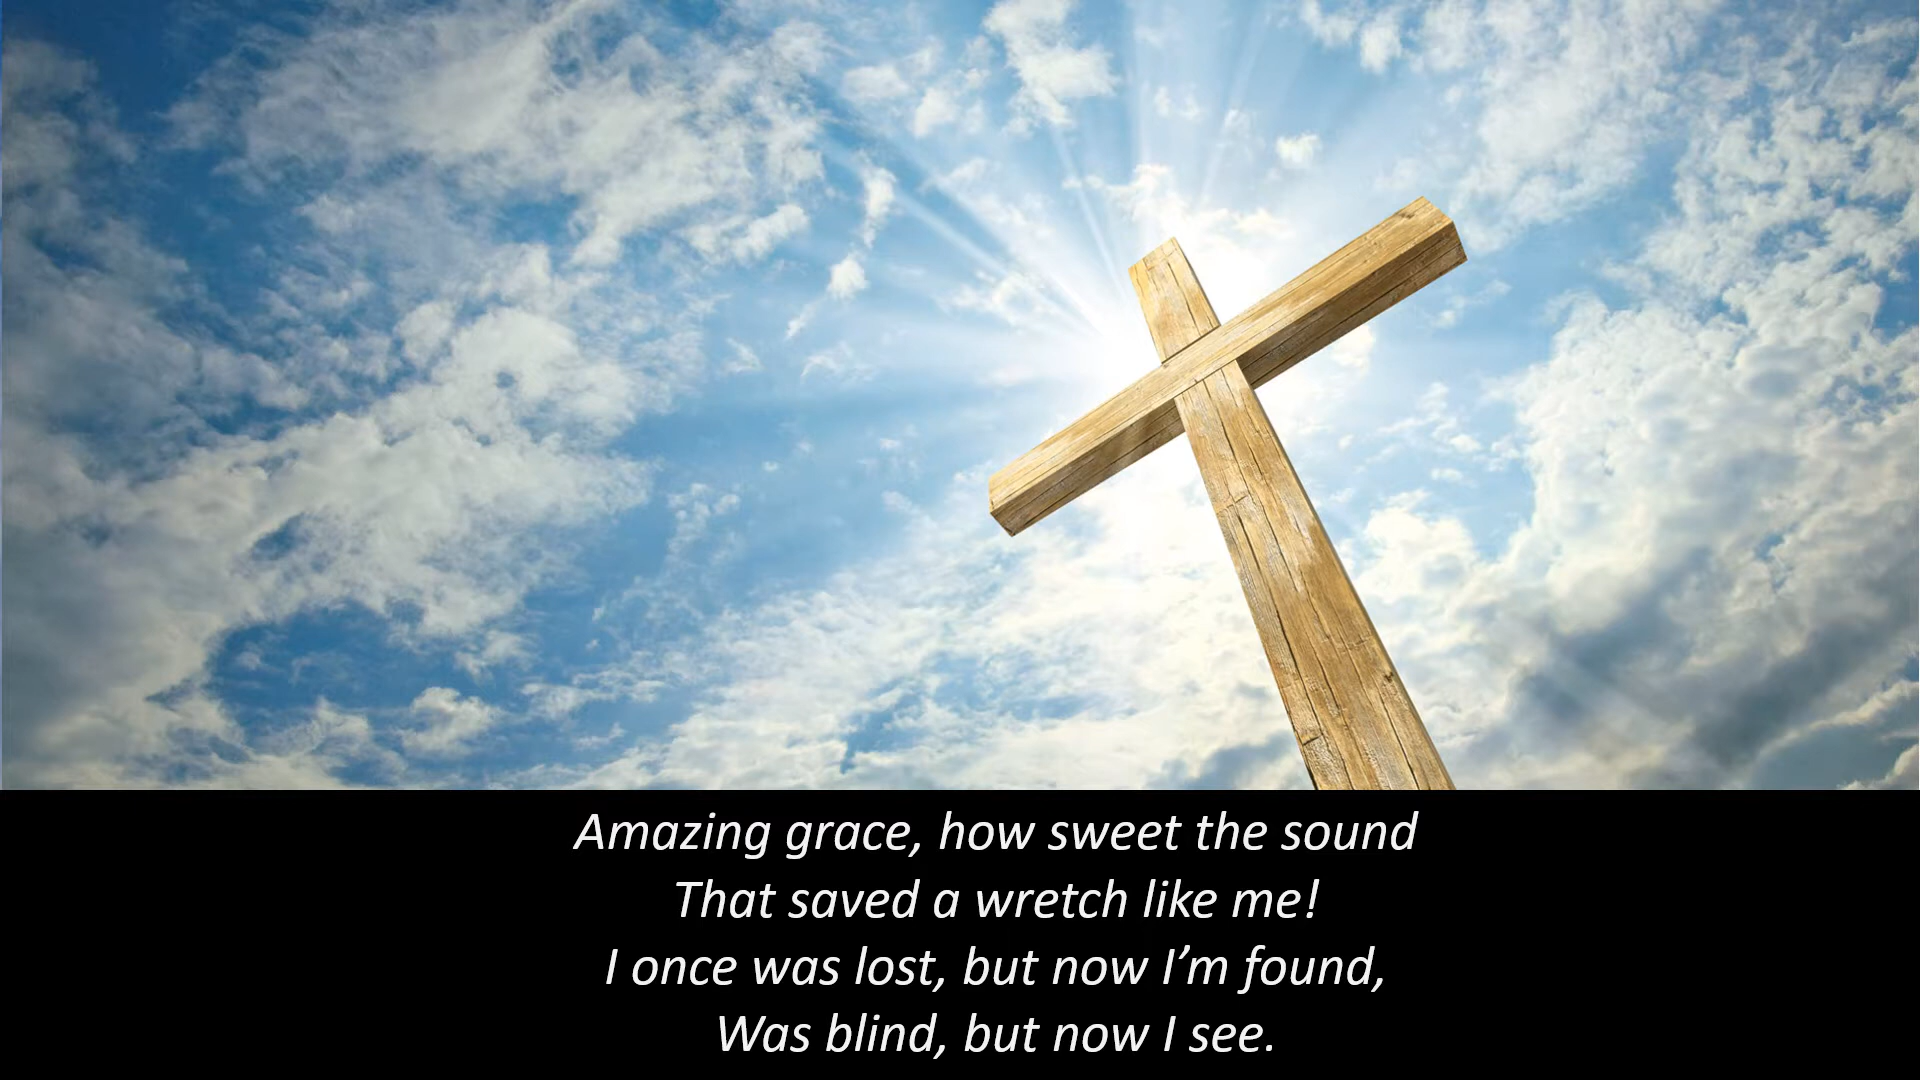 Amazing grace, how sweet the sound
That saved a wretch like me!
I once was lost, but now I’m found,
Was blind, but now I see.